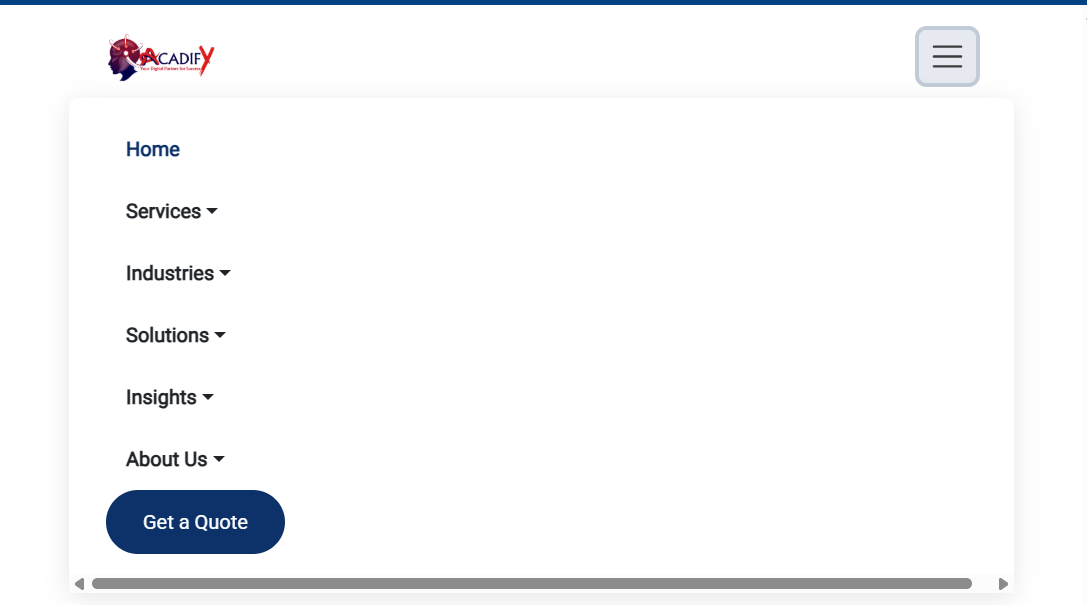 ACADIFY
Your Digital Partner for Success
Home
Services
Industries
Solutions
Insights
About Us
Get a Quote